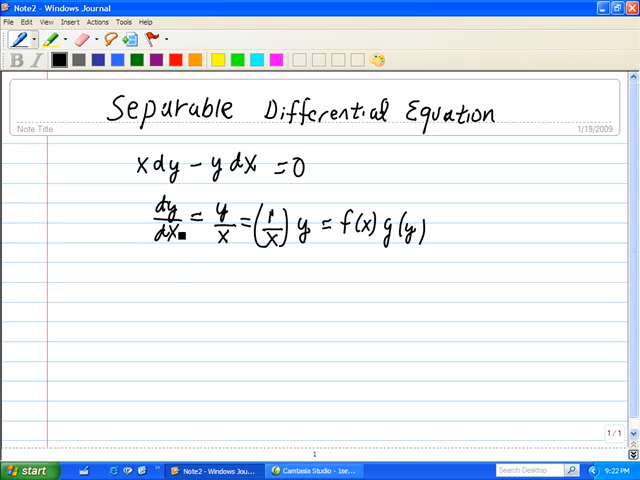 Note2 - Windows Journal
File Edit View Insert Actions Tools Help
B I
Separable Differential Equation
Note Title
1/19/2009
x dy - y dx = 0
dy/dx = y/x = (1/x) y = f(x) g(y)
1 / 1
1
start
Note2 - Windows Jou...
Camtasia Studio - 1se...
Search Desktop
9:22 PM